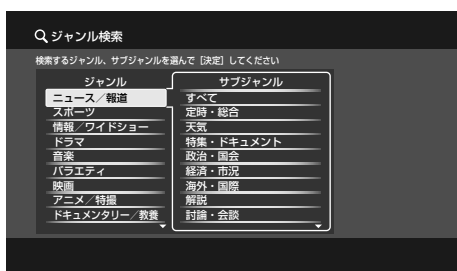 ジャンル検索
検索するジャンル、サブジャンルを選んで［決定］してください
ジャンル
ニュース／報道
スポーツ
情報／ワイドショー
ドラマ
音楽
バラエティ
映画
アニメ／特撮
ドキュメンタリー／教養
サブジャンル
すべて
定時・総合
天気
特集・ドキュメント
政治・国会
経済・市況
海外・国際
解説
討論・会談